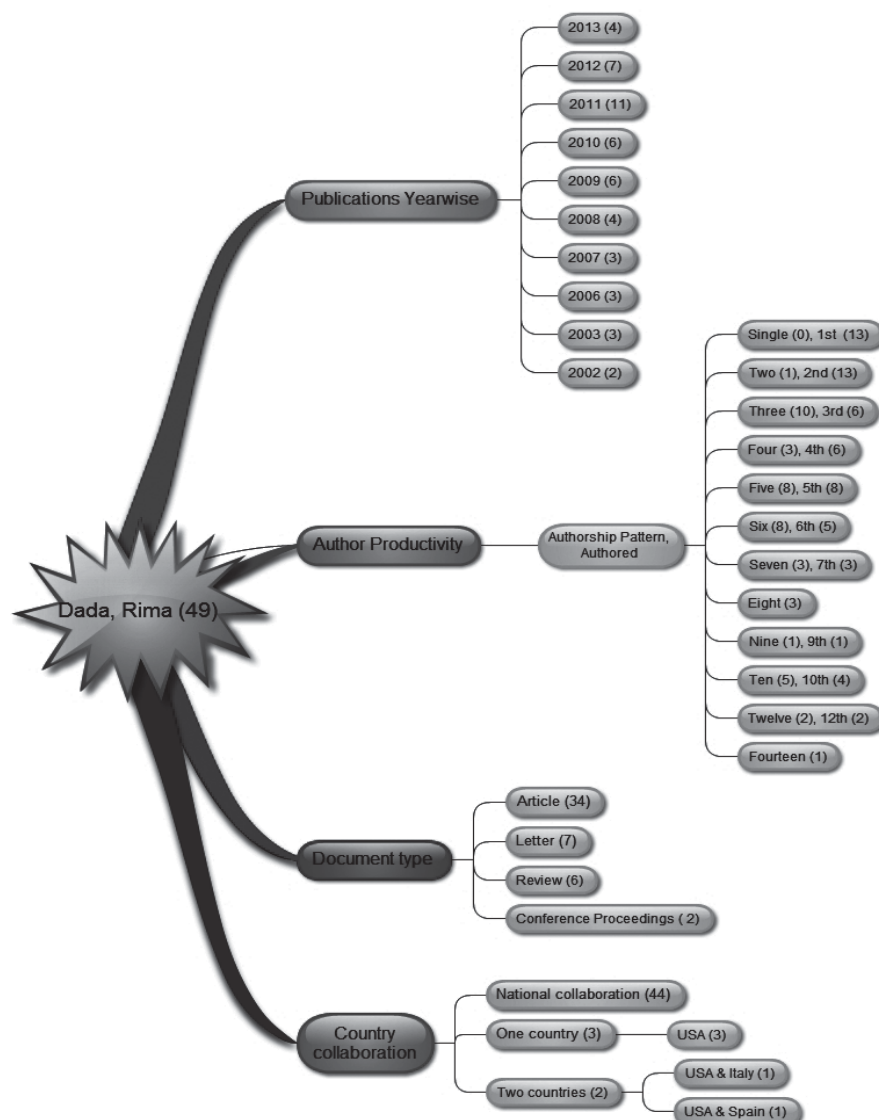 Dada, Rima (49)
Publications Yearwise
2013 (4)
2012 (7)
2011 (11)
2010 (6)
2009 (6)
2008 (4)
2007 (3)
2006 (3)
2003 (3)
2002 (2)
Author Productivity
Authorship Pattern,
Authored
Single (0), 1st (13)
Two (1), 2nd (13)
Three (10), 3rd (6)
Four (3), 4th (6)
Five (8), 5th (8)
Six (8), 6th (5)
Seven (3), 7th (3)
Eight (3)
Nine (1), 9th (1)
Ten (5), 10th (4)
Twelve (2), 12th (2)
Fourteen (1)
Document type
Article (34)
Letter (7)
Review (6)
Conference Proceedings ( 2)
Country
collaboration
National collaboration (44)
One country (3)
USA (3)
Two countries (2)
USA & Italy (1)
USA & Spain (1)